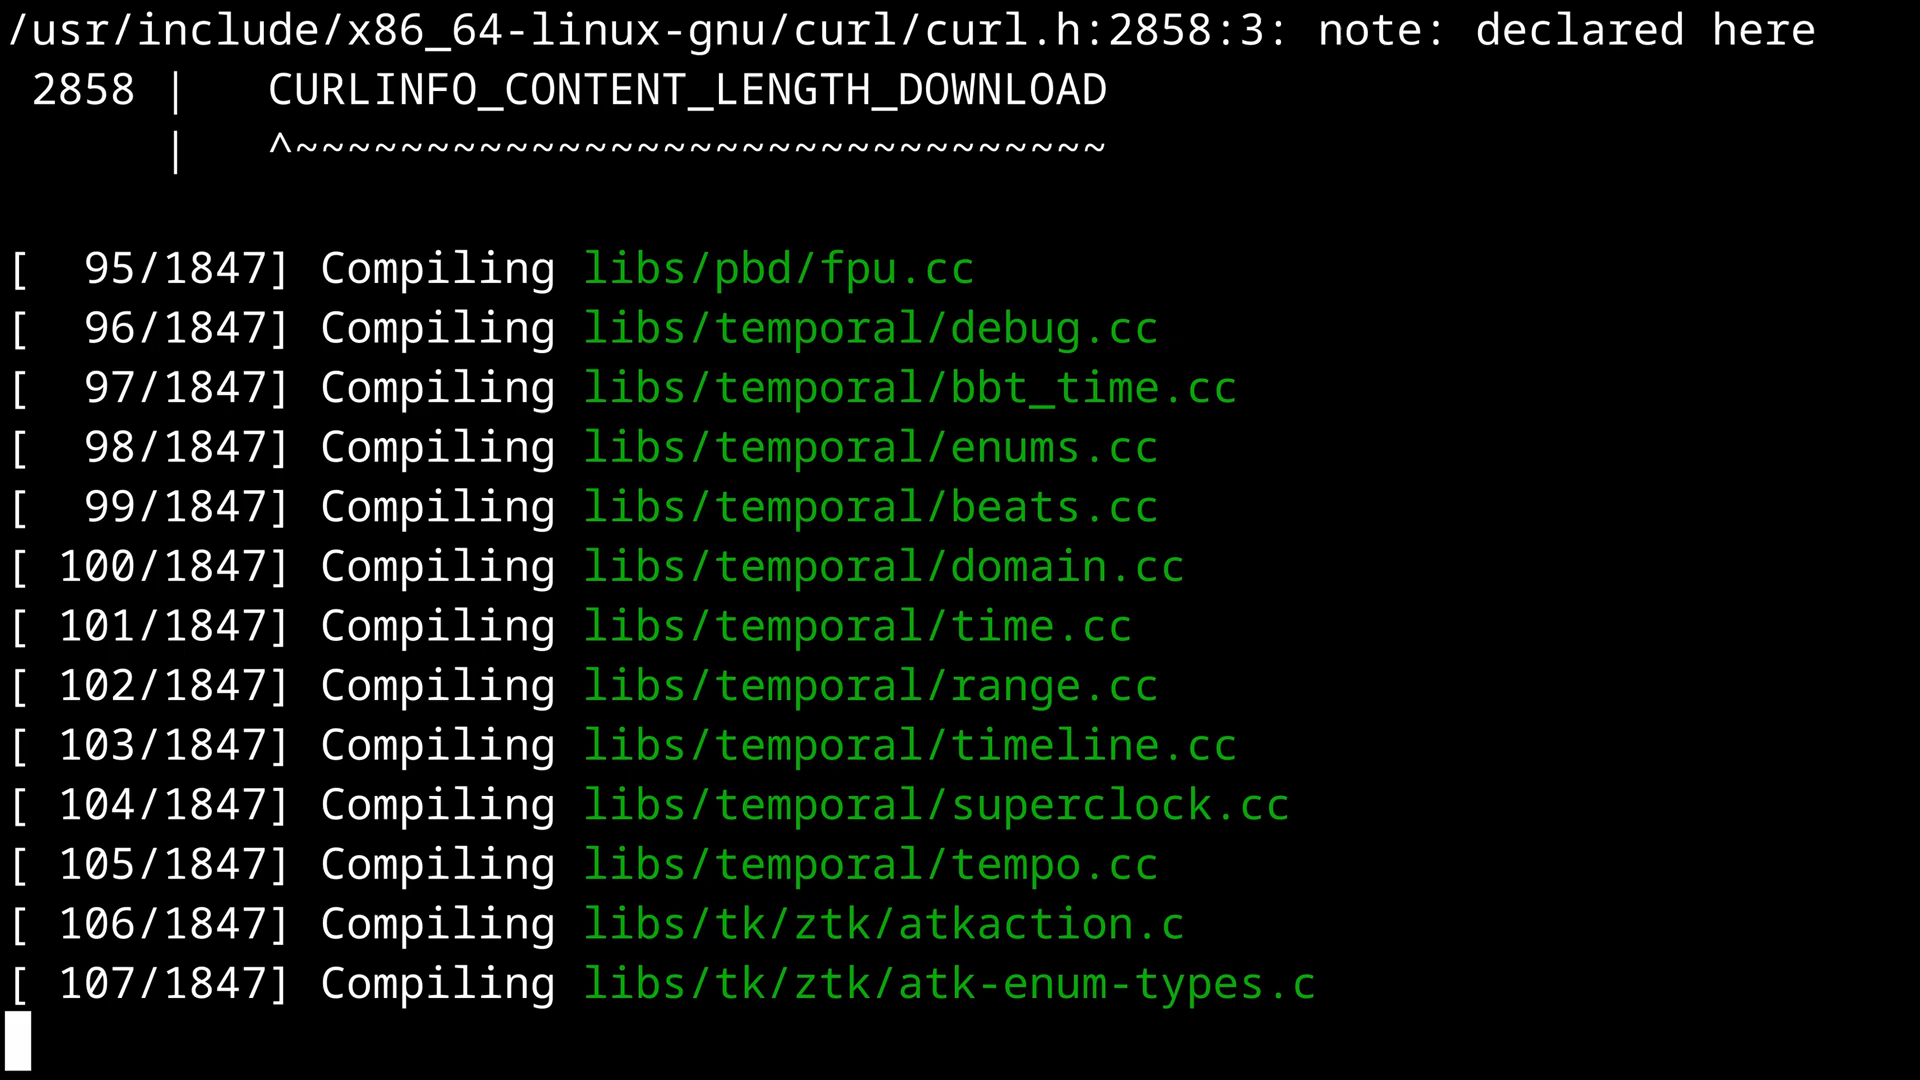 /usr/include/x86_64-linux-gnu/curl/curl.h:2858:3: note: declared here
 2858 |   CURLINFO_CONTENT_LENGTH_DOWNLOAD
      |   ^~~~~~~~~~~~~~~~~~~~~~~~~~~~~~~~
[  95/1847] Compiling libs/pbd/fpu.cc
[  96/1847] Compiling libs/temporal/debug.cc
[  97/1847] Compiling libs/temporal/bbt_time.cc
[  98/1847] Compiling libs/temporal/enums.cc
[  99/1847] Compiling libs/temporal/beats.cc
[ 100/1847] Compiling libs/temporal/domain.cc
[ 101/1847] Compiling libs/temporal/time.cc
[ 102/1847] Compiling libs/temporal/range.cc
[ 103/1847] Compiling libs/temporal/timeline.cc
[ 104/1847] Compiling libs/temporal/superclock.cc
[ 105/1847] Compiling libs/temporal/tempo.cc
[ 106/1847] Compiling libs/tk/ztk/atkaction.c
[ 107/1847] Compiling libs/tk/ztk/atk-enum-types.c